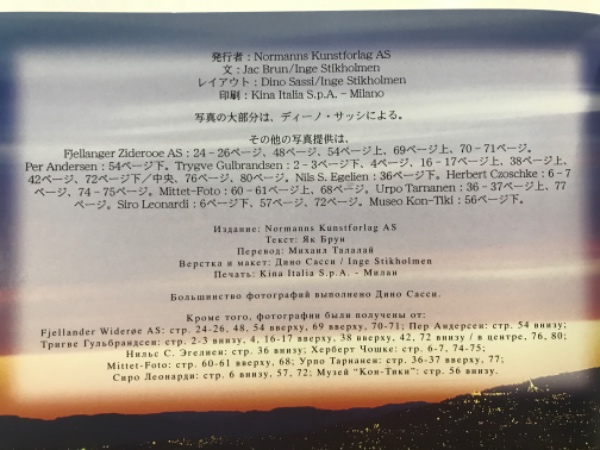 発行者：Normanns Kunstforlag AS
文：Jac Brun/Inge Stikholmen
レイアウト：Dino Sassi/Inge Stikholmen
印刷：Kina Italia S.p.A. – Milano
写真の大部分は、ディーノ・サッシによる。
その他の写真提供は、
Fjellanger Ziderooe AS : 24－26ページ、48ページ、54ページ上、69ページ上、70－71ページ。
Per Andersen : 54ページ下。Trygve Gulbrandsen : 2－3ページ下、4ページ、16－17ページ上、38ページ上、
42ページ、72ページ下／中央、76ページ、80ページ。Nils S. Egelien : 36ページ下。Herbert Czoschke : 6－7
ページ、74－75ページ。Mittet-Foto : 60－61ページ上、68ページ。Urpo Tarnanen : 36－37ページ上、77
ページ。Siro Leonardi : 6ページ下、57ページ、72ページ。Museo Kon-Tiki : 56ページ下。
Издание: Normanns Kunstforlag AS
Текст: Як Брун
Перевод: Михаил Талалай
Верстка и макет: Дино Сасси / Inge Stikholmen
Печать: Kina Italia S.p.A. - Милан
Большинство фотографий выполнено Дино Сасси.
Кроме того, фотографии были получены от:
Fjellander Widerøe AS: стр. 24-26, 48, 54 вверху, 69 вверху, 70-71; Пер Андерсен: стр. 54 внизу;
Тригве Гульбрандсен: стр. 2-3 внизу, 4, 16-17 вверху, 38 вверху, 42, 72 внизу / в центре, 76, 80;
Нильс С. Эгелиен: стр. 36 внизу; Херберт Чошке: стр. 6-7, 74-75;
Mittet-Foto: стр. 60-61 вверху, 68; Урпо Тарнанен: стр. 36-37 вверху, 77;
Сиро Леонарди: стр. 6 внизу, 57, 72; Музей “Кон-Тики”: стр. 56 внизу.